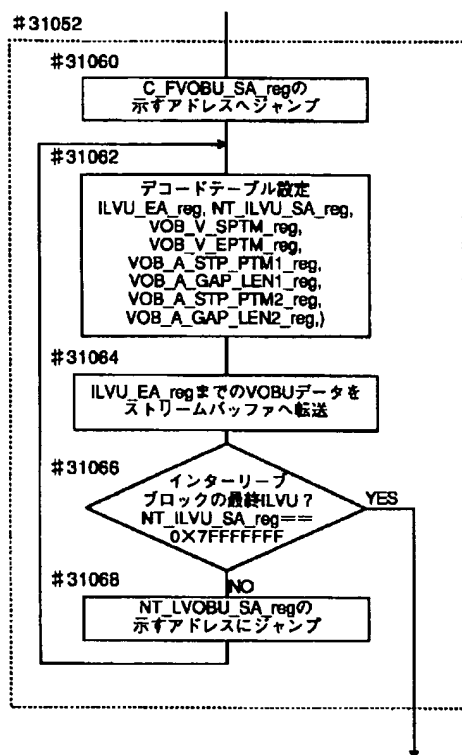 #31052
#31060
C_FVOBU_SA_regの
示すアドレスへジャンプ
#31062
デコードテーブル設定
ILVU_EA_reg, NT_ILVU_SA_reg,
VOB_V_SPTM_reg,
VOB_V_EPTM_reg,
VOB_A_STP_PTM1_reg,
VOB_A_GAP_LEN1_reg,
VOB_A_STP_PTM2_reg,
VOB_A_GAP_LEN2_reg,)
#31064
ILVU_EA_regまでのVOBUデータを
ストリームバッファへ転送
#31066
インターリーブ
ブロックの最終ILVU?
NT_ILVU_SA_reg==
0×7FFFFFFF
YES
NO
#31068
NT_LVOBU_SA_regの
示すアドレスにジャンプ